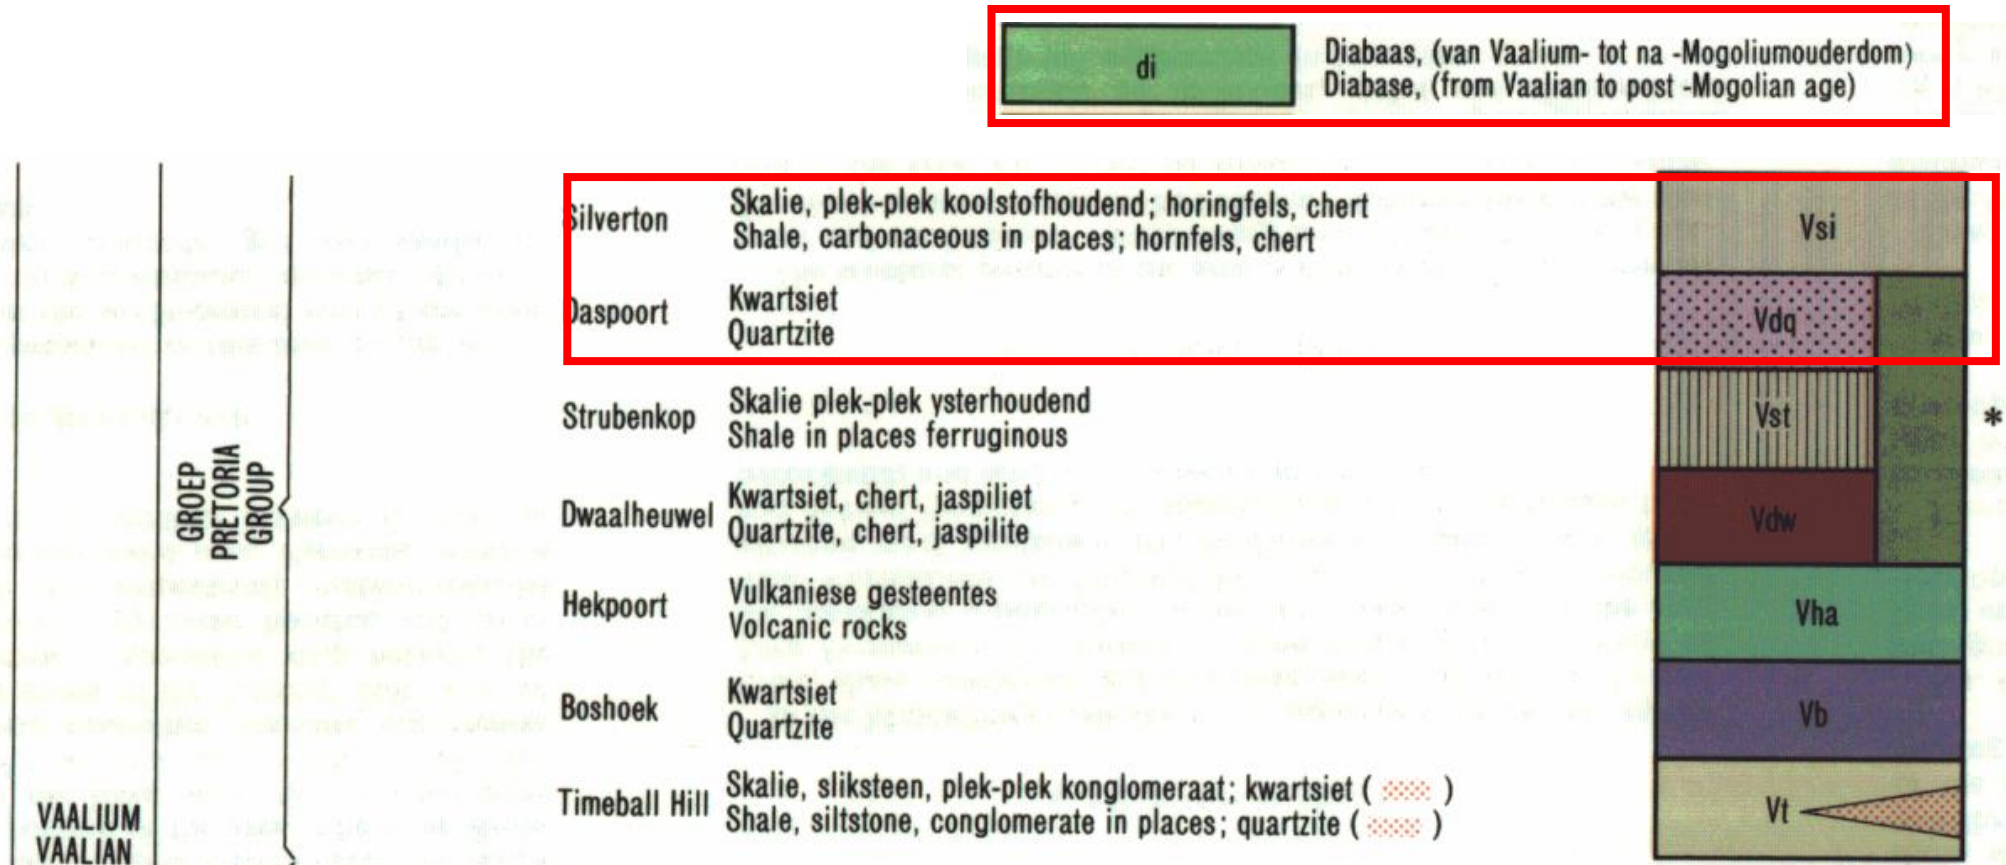 di
Diabaas, (van Vaalium- tot na -Mogoliumouderdom)
Diabase, (from Vaalian to post -Mogolian age)
Silverton
Skalie, plek-plek koolstofhoudend; horingfels, chert
Shale, carbonaceous in places; hornfels, chert
Vsi
Daspoort
Kwartsiet
Quartzite
Vdq
Strubenkop
Skalie plek-plek ysterhoudend
Shale in places ferruginous
Vst
*
GROEP
PRETORIA
GROUP
Dwaalheuwel
Kwartsiet, chert, jaspiliet
Quartzite, chert, jaspilite
Vdw
Hekpoort
Vulkaniese gesteentes
Volcanic rocks
Vha
Boshoek
Kwartsiet
Quartzite
Vb
Timeball Hill
Skalie, sliksteen, plek-plek konglomeraat; kwartsiet ( )
Shale, siltstone, conglomerate in places; quartzite ( )
Vt
VAALIUM
VAALIAN